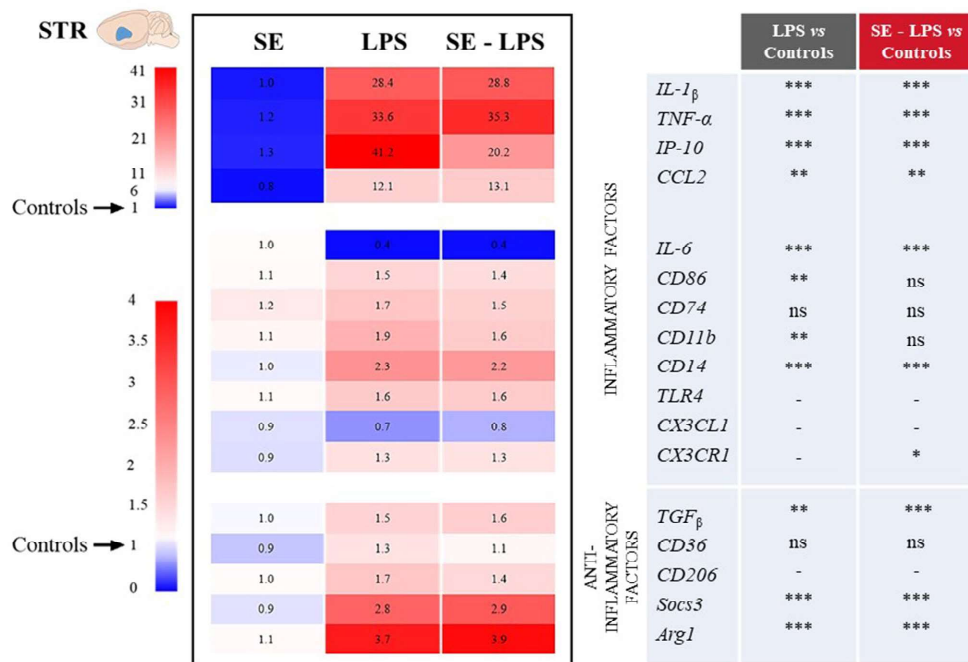 STR
SE LPS SE - LPS
LPS vs Controls
SE - LPS vs Controls
41
31
21
11
6
1
Controls
1.0 28.4 28.8
1.2 33.6 35.3
1.3 41.2 20.2
0.8 12.1 13.1
1.0 0.4 0.4
1.1 1.5 1.4
1.2 1.7 1.5
1.1 1.9 1.6
1.0 2.3 2.2
1.1 1.6 1.6
0.9 0.7 0.8
0.9 1.3 1.3
1.0 1.5 1.6
0.9 1.3 1.1
1.0 1.7 1.4
0.9 2.8 2.9
1.1 3.7 3.9
4
3.5
3
2.5
2
1.5
1
0
Controls
INFLAMMATORY FACTORS
ANTI-
INFLAMMATORY
FACTORS
IL-1β *** ***
TNF-α *** ***
IP-10 *** ***
CCL2 ** **
IL-6 *** ***
CD86 ** ns
CD74 ns ns
CD11b ** ns
CD14 *** ***
TLR4 - -
CX3CL1 - -
CX3CR1 - *
TGFβ ** ***
CD36 ns ns
CD206 - -
Socs3 *** ***
Arg1 *** ***